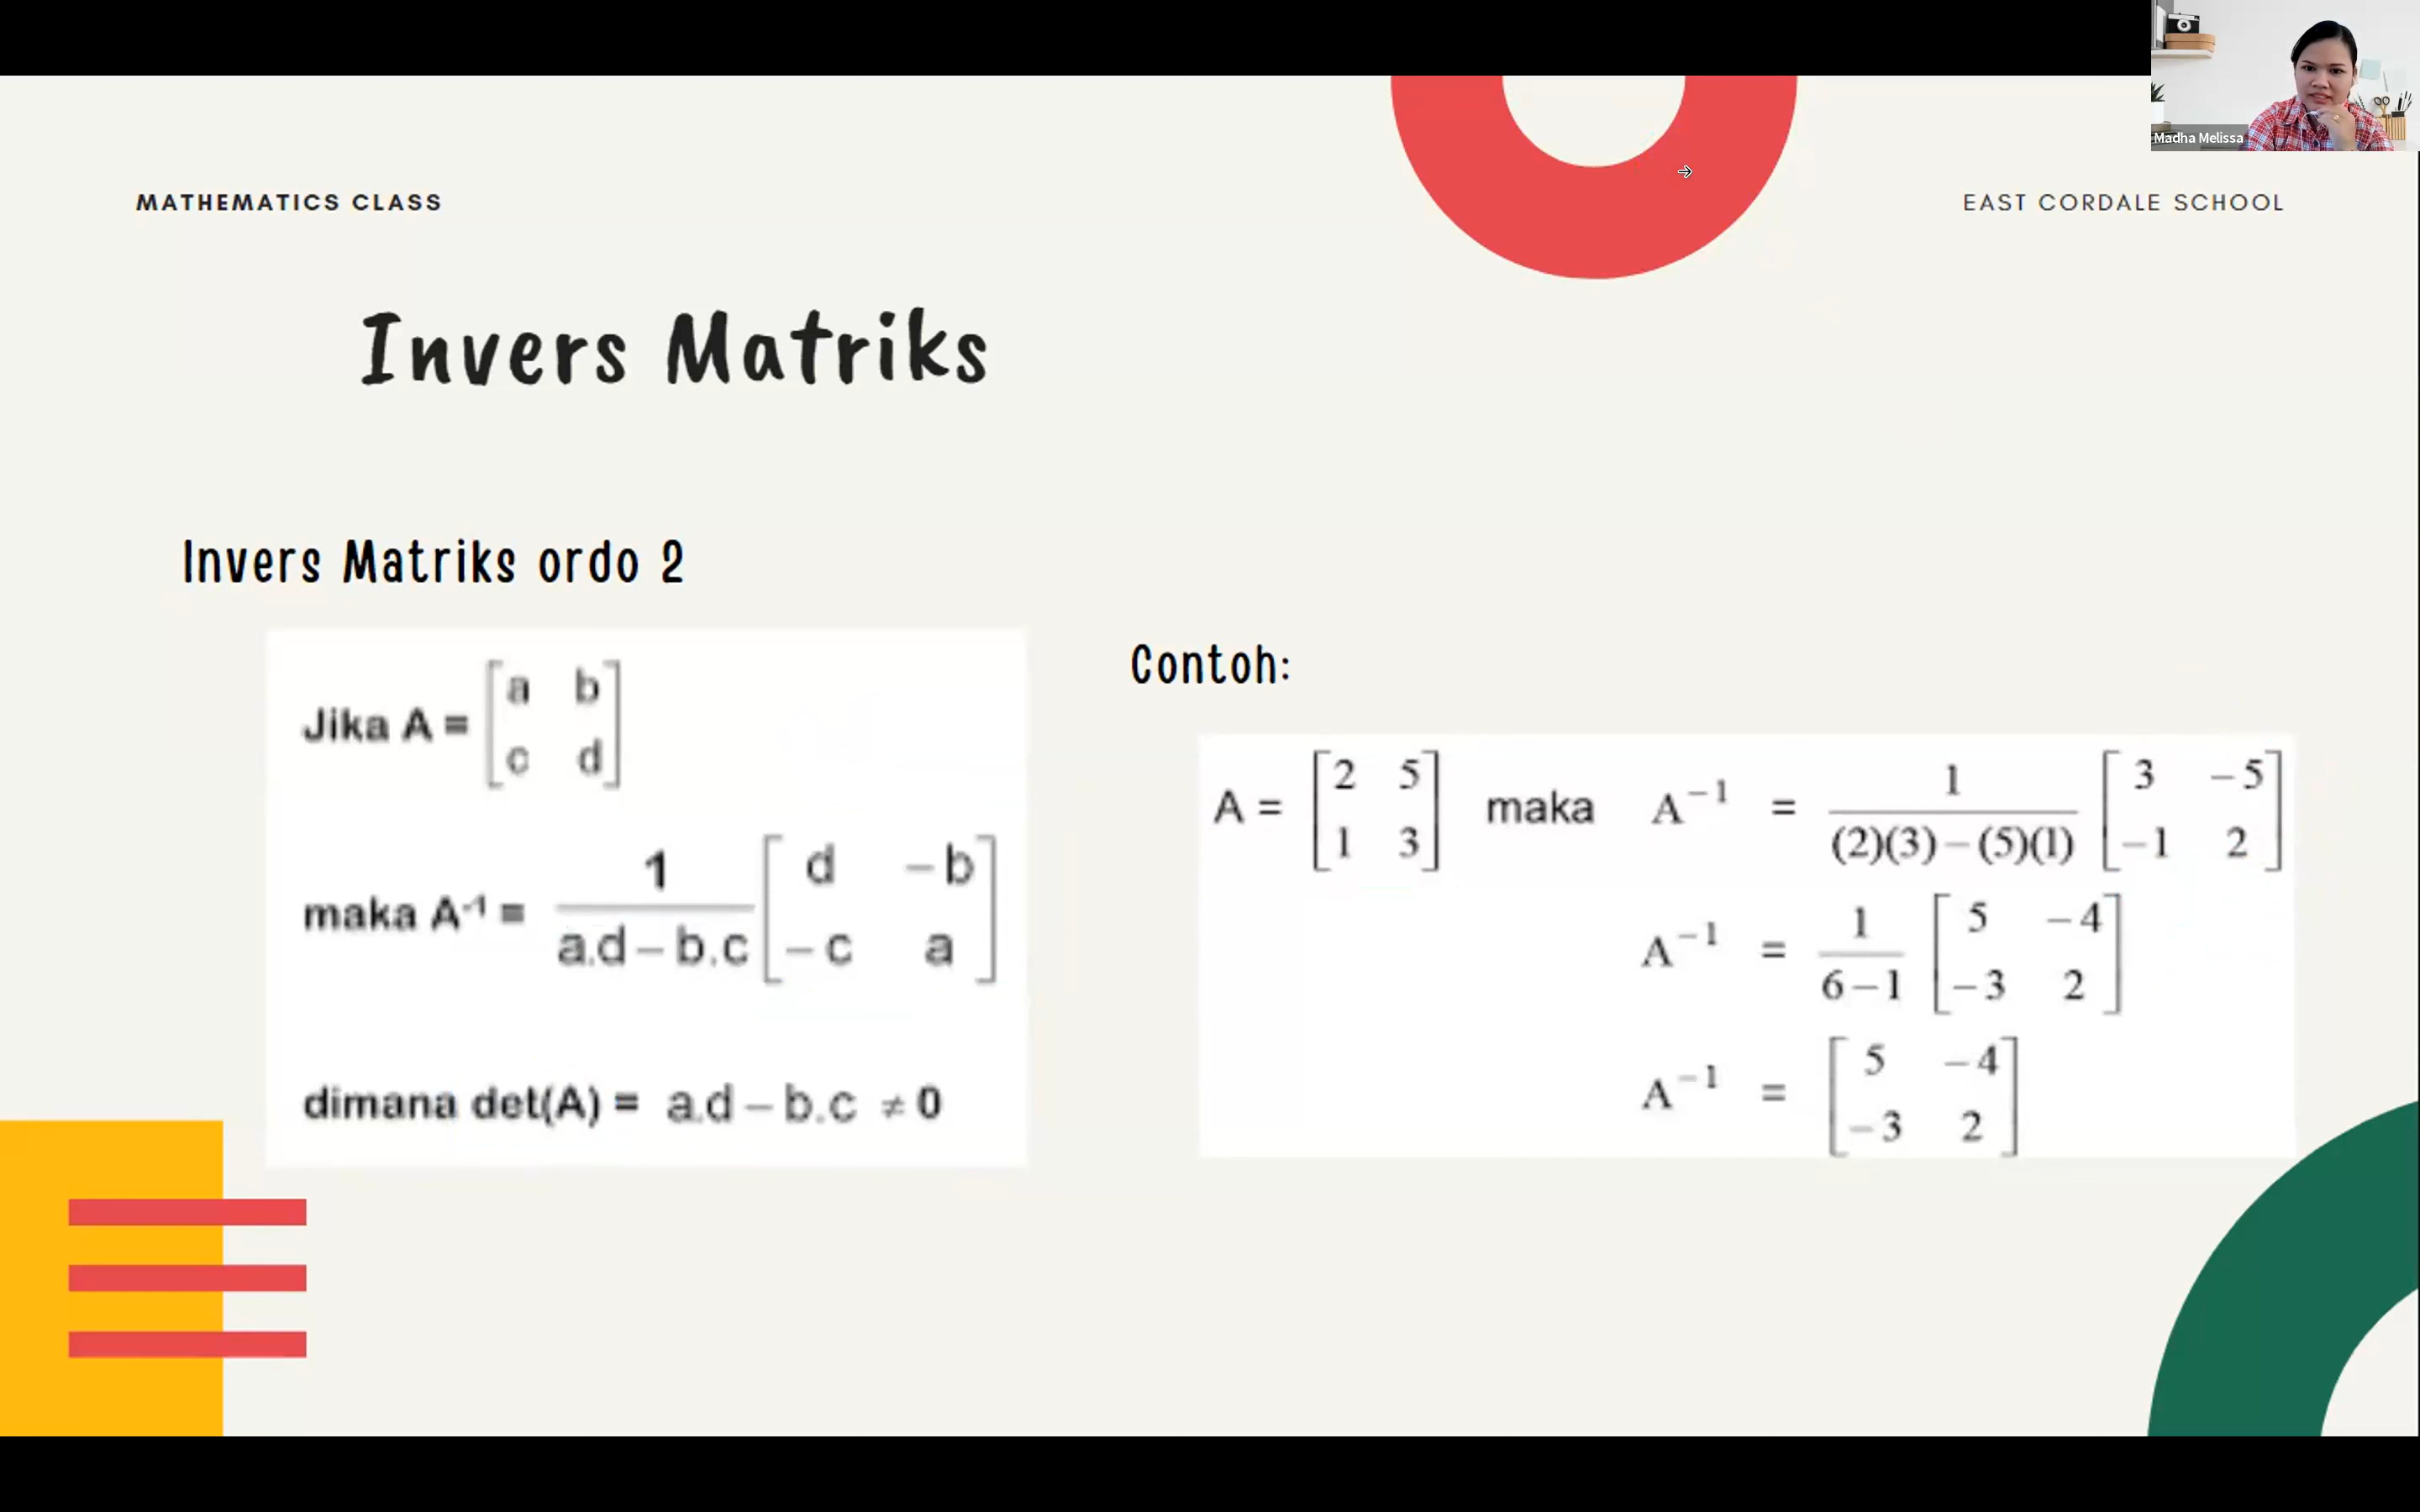 Madha Melissa
MATHEMATICS CLASS
EAST CORDALE SCHOOL
Invers Matriks
Invers Matriks ordo 2
Jika A = [a b
c d]
maka A⁻¹ = 1 / (a.d – b.c) [d –b
–c a]
dimana det(A) = a.d – b.c ≠ 0
Contoh:
A = [2 5
1 3] maka A⁻¹ = 1 / ((2)(3) – (5)(1)) [3 –5
–1 2]
A⁻¹ = 1 / (6–1) [5 –4
–3 2]
A⁻¹ = [5 –4
–3 2]